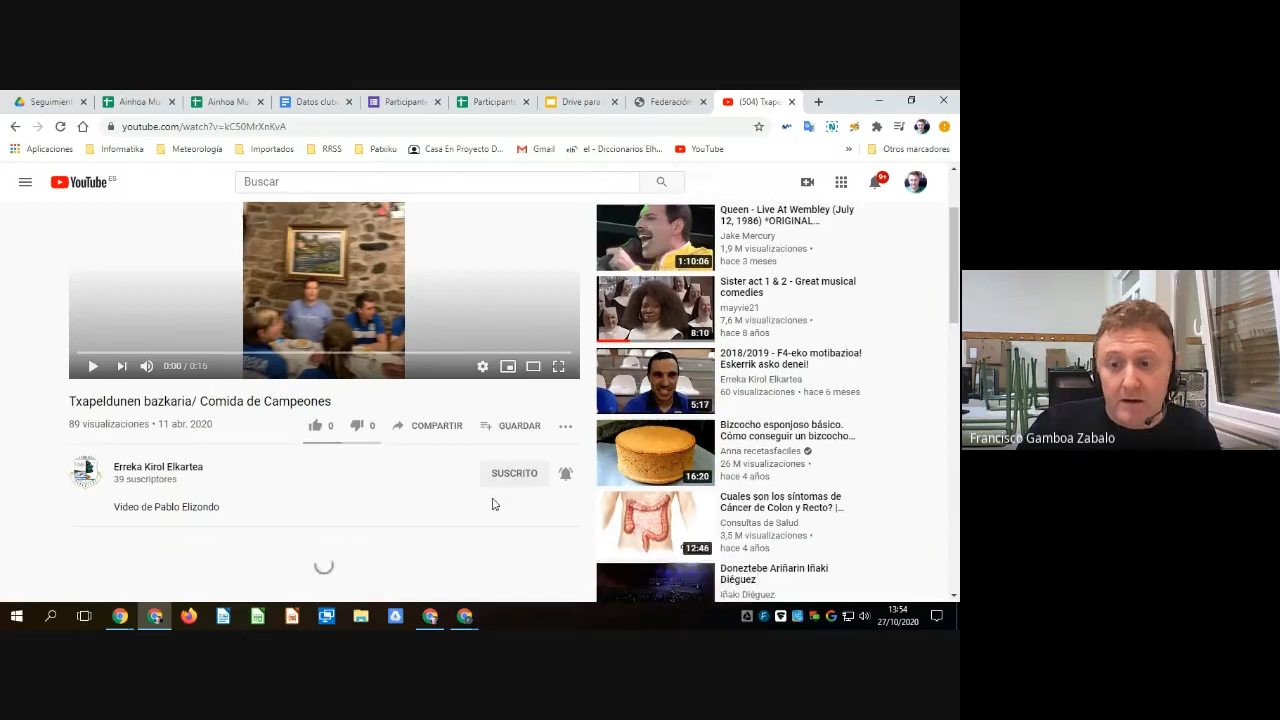 Seguimient
Ainhoa Mu
Ainhoa Mu
Datos club
Participante
Participante
Drive para
Federación
(504) Txape
youtube.com/watch?v=kC50MrXnKvA
Aplicaciones
Informatika
Meteorología
Importados
RRSS
Patxiku
Casa En Proyecto D...
Gmail
el - Diccionarios Elh...
YouTube
»
Otros marcadores
YouTube ES
Buscar
9+
0:00 / 0:15
Txapeldunen bazkaria/ Comida de Campeones
89 visualizaciones • 11 abr. 2020
0
0
COMPARTIR
GUARDAR
Erreka Kirol Elkartea
39 suscriptores
SUSCRITO
Video de Pablo Elizondo
Queen - Live At Wembley (July
12, 1986) *ORIGINAL...
Jake Mercury
1,9 M visualizaciones •
hace 3 meses
1:10:06
Sister act 1 & 2 - Great musical
comedies
mayvie21
7,6 M visualizaciones •
hace 8 años
8:10
2018/2019 - F4-eko motibazioa!
Eskerrik asko denei!
Erreka Kirol Elkartea
60 visualizaciones • hace 6 meses
5:17
Bizcocho esponjoso básico.
Cómo conseguir un bizcocho...
Anna recetasfaciles
26 M visualizaciones •
hace 4 años
16:20
Cuales son los síntomas de
Cáncer de Colon y Recto? |...
Consultas de Salud
3,5 M visualizaciones •
hace 4 años
12:46
Doneztebe Ariñarin Iñaki
Diéguez
Iñaki Diéguez
13:54
27/10/2020
Francisco Gamboa Zabalo